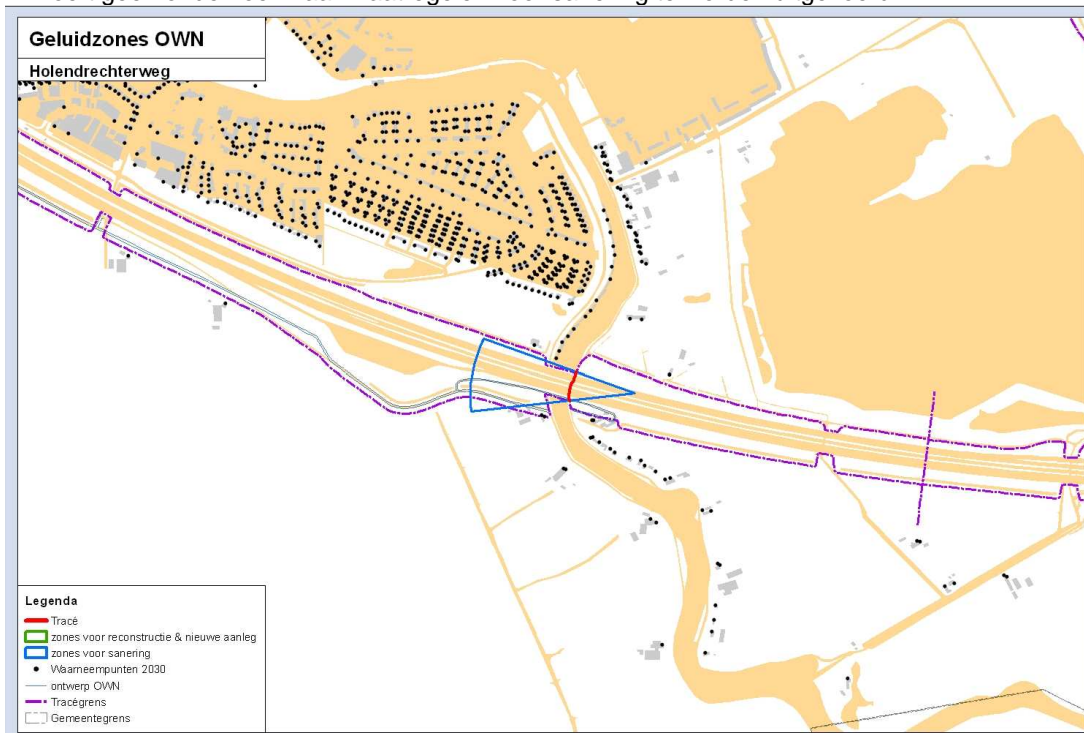 Geluidzones OWN
Holendrechterweg
Legenda
Tracé
zones voor reconstructie & nieuwe aanleg
zones voor sanering
Waarneempunten 2030
ontwerp OWN
Tracégrens
Gemeentegrens